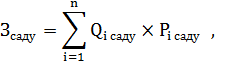 З саду = ∑ n i=1 Q i саду × P i саду ,